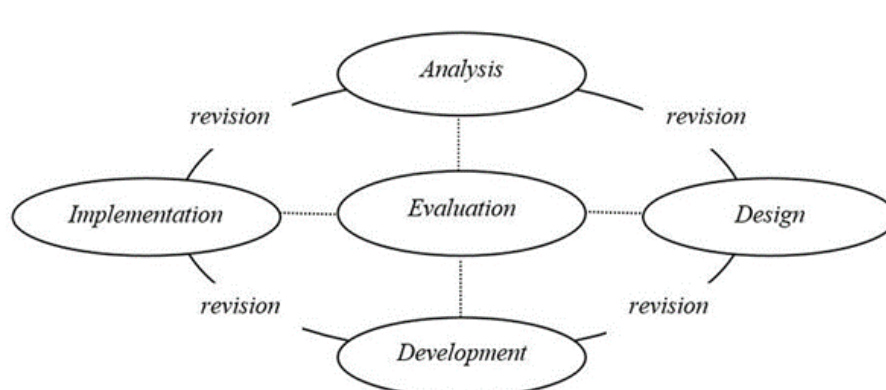 Analysis
revision
revision
Implementation
Evaluation
Design
revision
revision
Development